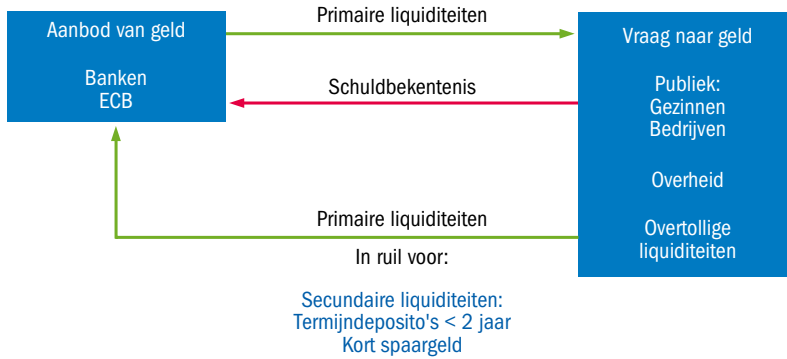 Aanbod van geld
Banken
ECB
Primaire liquiditeiten
Schuldbekentenis
Vraag naar geld
Publiek:
Gezinnen
Bedrijven
Overheid
Overtollige
liquiditeiten
Primaire liquiditeiten
In ruil voor:
Secundaire liquiditeiten:
Termijndeposito's < 2 jaar
Kort spaargeld